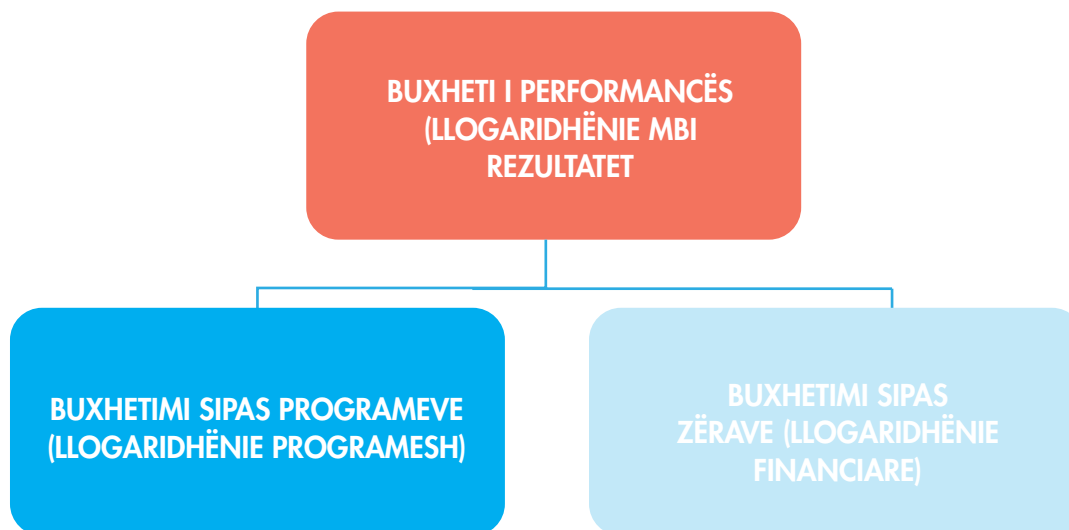 BUXHETI I PERFORMANCËS
(LLOGARIDHËNIE MBI
REZULTATET
BUXHETIMI SIPAS PROGRAMEVE
(LLOGARIDHËNIE PROGRAMESH)
BUXHETIMI SIPAS
ZËRAVE (LLOGARIDHËNIE
FINANCIARE)